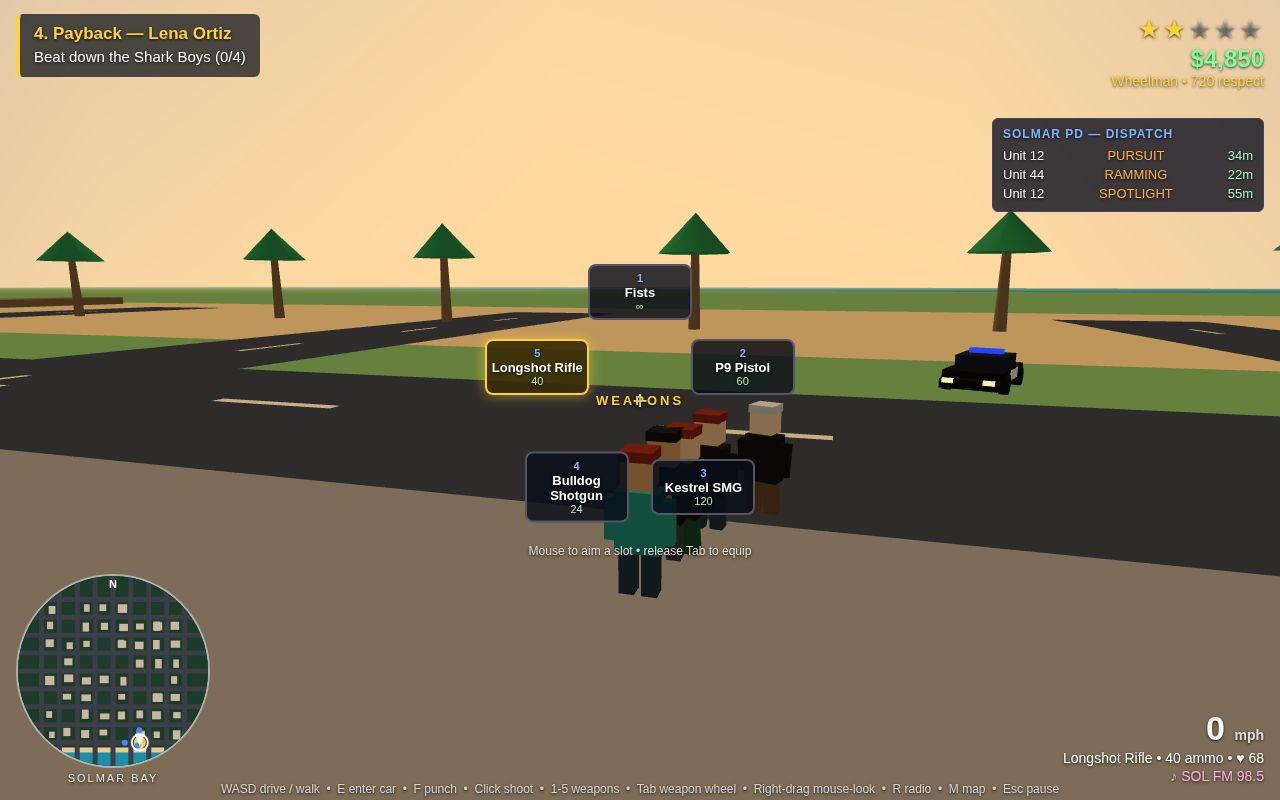 4. Payback — Lena Ortiz
Beat down the Shark Boys (0/4)
$4,850
Wheelman • 720 respect
SOLMAR PD — DISPATCH
Unit 12 PURSUIT 34m
Unit 44 RAMMING 22m
Unit 12 SPOTLIGHT 55m
1
Fists
∞
5
Longshot Rifle
40
2
P9 Pistol
60
WEAPONS
4
Bulldog
Shotgun
24
3
Kestrel SMG
120
Mouse to aim a slot • release Tab to equip
N
SOLMAR BAY
0 mph
Longshot Rifle • 40 ammo • ♥ 68
♪ SOL FM 98.5
WASD drive / walk • E enter car • F punch • Click shoot • 1-5 weapons • Tab weapon wheel • Right-drag mouse-look • R radio • M map • Esc pause